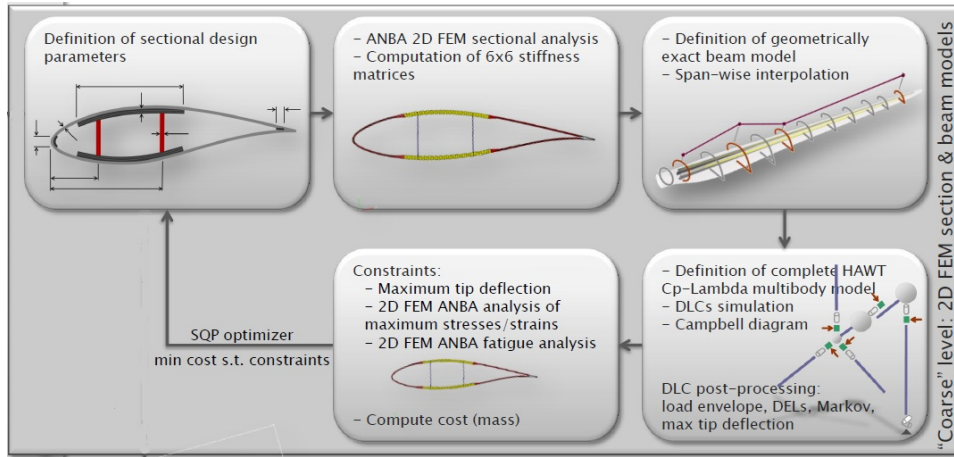 Definition of sectional design
parameters
- ANBA 2D FEM sectional analysis
- Computation of 6x6 stiffness
matrices
- Definition of geometrically
exact beam model
- Span-wise interpolation
- Definition of complete HAWT
Cp-Lambda multibody model
- DLCs simulation
- Campbell diagram
DLC post-processing:
load envelope, DELs, Markov,
max tip deflection
Constraints:
- Maximum tip deflection
- 2D FEM ANBA analysis of
maximum stresses/strains
- 2D FEM ANBA fatigue analysis
- Compute cost (mass)
SQP optimizer
min cost s.t. constraints
"Coarse" level: 2D FEM section & beam models